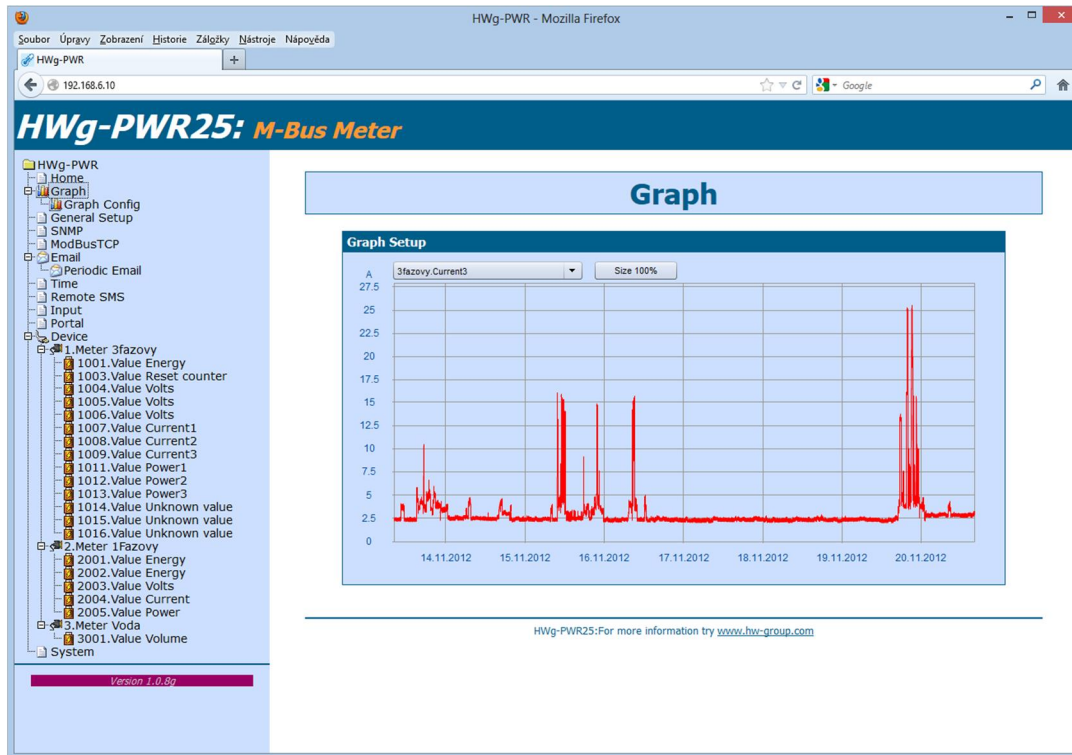 HWg-PWR - Mozilla Firefox
Soubor Úpravy Zobrazení Historie Záložky Nástroje Nápověda
HWg-PWR
192.168.6.10
Google
HWg-PWR25: M-Bus Meter
HWg-PWR
Home
Graph
Graph Config
General Setup
SNMP
ModBusTCP
Email
Periodic Email
Time
Remote SMS
Input
Portal
Device
1.Meter 3fazovy
1001.Value Energy
1003.Value Reset counter
1004.Value Volts
1005.Value Volts
1006.Value Volts
1007.Value Current1
1008.Value Current2
1009.Value Current3
1011.Value Power1
1012.Value Power2
1013.Value Power3
1014.Value Unknown value
1015.Value Unknown value
1016.Value Unknown value
2.Meter 1Fazovy
2001.Value Energy
2002.Value Energy
2003.Value Volts
2004.Value Current
2005.Value Power
3.Meter Voda
3001.Value Volume
System
Version 1.0.8g
Graph
Graph Setup
A
3fazovy.Current3
Size 100%
27.5
25
22.5
20
17.5
15
12.5
10
7.5
5
2.5
0
14.11.2012 15.11.2012 16.11.2012 17.11.2012 18.11.2012 19.11.2012 20.11.2012
HWg-PWR25:For more information try www.hw-group.com